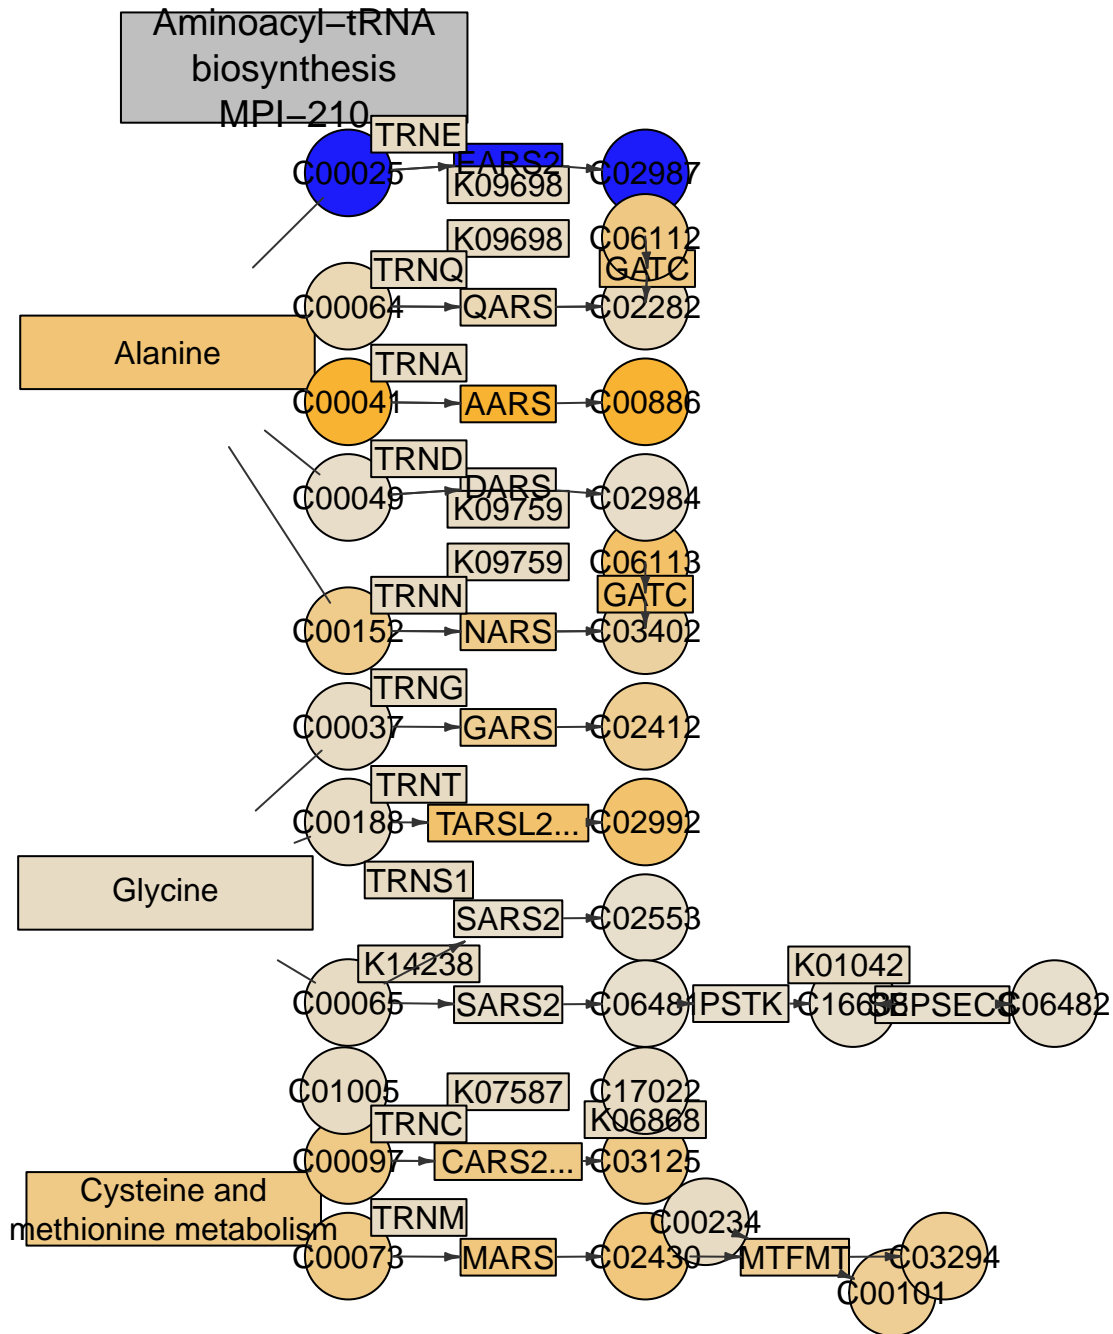 Aminoacyl−tRNA
biosynthesis
MPI−210
TRNE
C00025
EARS2
C02987
K09698
K09698
C06112
TRNQ
GATC
C00064
QARS
C02282
Alanine
TRNA
C00041
AARS
C00886
TRND
C00049
DARS
C02984
K09759
K09759
C06113
TRNN
GATC
C00152
NARS
C03402
TRNG
C00037
GARS
C02412
TRNT
C00188
TARSL2...
C02992
Glycine
TRNS1
SARS2
C02553
K14238
K01042
C00065
SARS2
C06481
PSTK
C16638
SEPSECS
C06482
C01005
K07587
C17022
TRNC
K06868
C00097
CARS2...
C03125
Cysteine and
methionine metabolism
TRNM
C00234
C00073
MARS
C02430
MTFMT
C03294
C00101